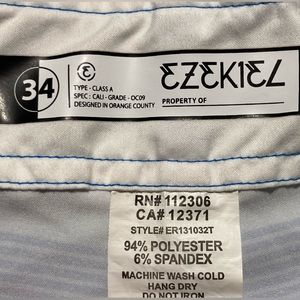 34
TYPE - CLASS A
SPEC : CALI - GRADE - OC09
DESIGNED IN ORANGE COUNTY
EZEKIEL
PROPERTY OF
RN# 112306
CA# 12371
STYLE# ER131032T
94% POLYESTER
6% SPANDEX
MACHINE WASH COLD
HANG DRY
DO NOT IRON